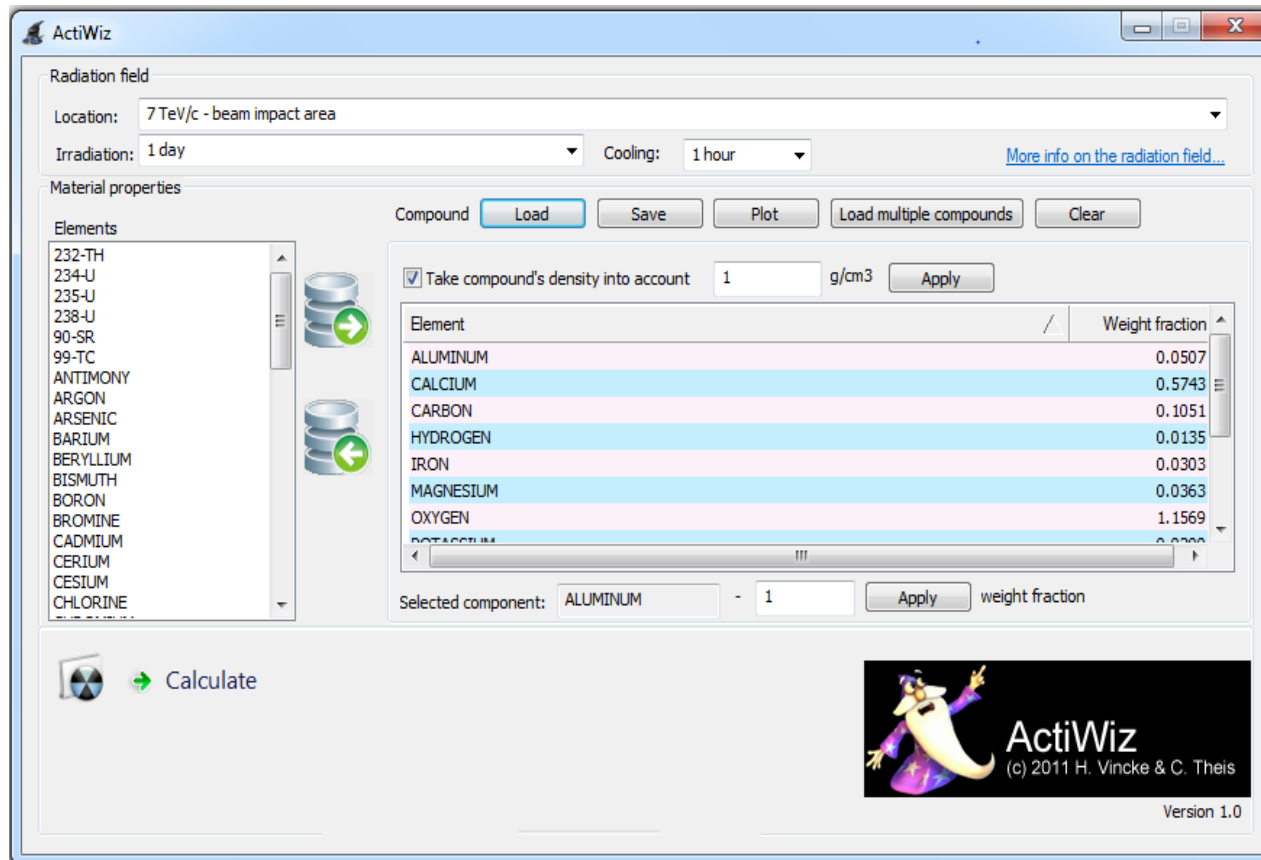 ActiWiz
Radiation field
Location: 7 TeV/c - beam impact area
Irradiation: 1 day Cooling: 1 hour More info on the radiation field...
Material properties
Compound Load Save Plot Load multiple compounds Clear
Elements
232-TH
234-U
235-U
238-U
90-SR
99-TC
ANTIMONY
ARGON
ARSENIC
BARIUM
BERYLLIUM
BISMUTH
BORON
BROMINE
CADMIUM
CERIUM
CESIUM
CHLORINE
Take compound's density into account 1 g/cm3 Apply
Element Weight fraction
ALUMINUM 0.0507
CALCIUM 0.5743
CARBON 0.1051
HYDROGEN 0.0135
IRON 0.0303
MAGNESIUM 0.0363
OXYGEN 1.1569
POTASSIUM
Selected component: ALUMINUM - 1 Apply weight fraction
Calculate
ActiWiz
(c) 2011 H. Vincke & C. Theis
Version 1.0